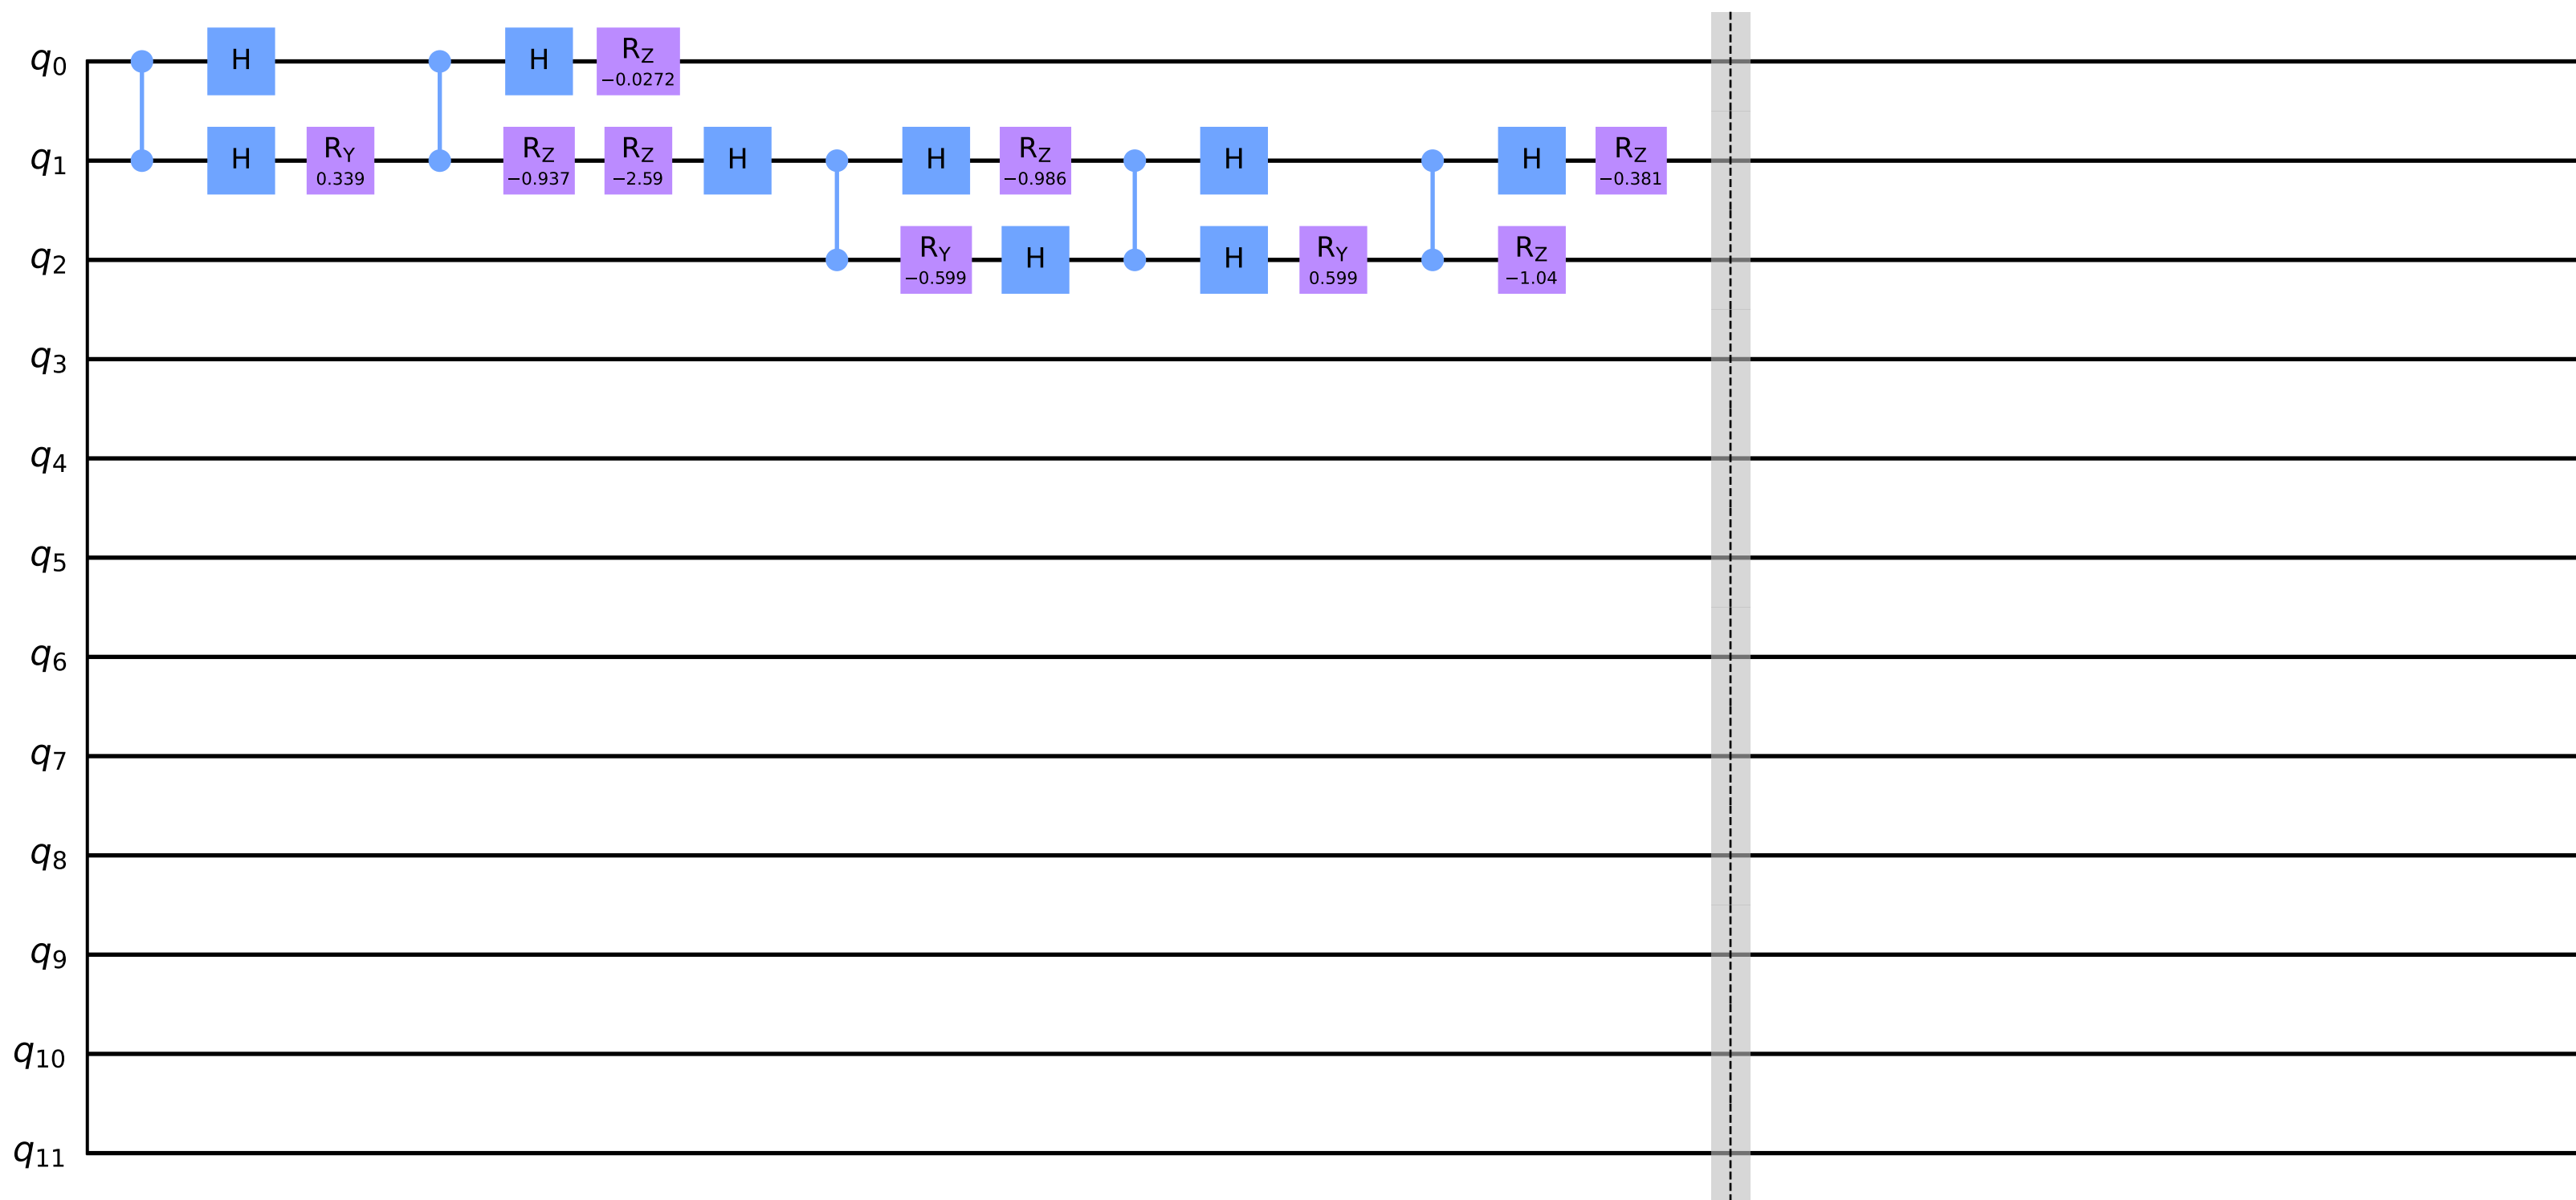 q0 H H RZ −0.0272
q1 H RY 0.339 RZ −0.937 RZ −2.59 H H RZ −0.986 H H RZ −0.381
q2 RY −0.599 H H RY 0.599 RZ −1.04
q3
q4
q5
q6
q7
q8
q9
q10
q11